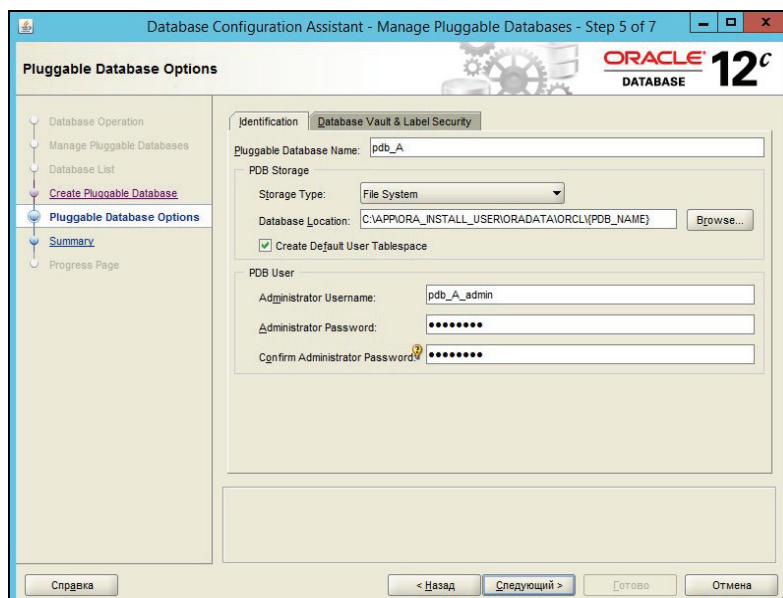 Database Configuration Assistant - Manage Pluggable Databases - Step 5 of 7
Pluggable Database Options
ORACLE®
DATABASE
12c
Database Operation
Manage Pluggable Databases
Database List
Create Pluggable Database
Pluggable Database Options
Summary
Progress Page
Identification
Database Vault & Label Security
Pluggable Database Name: pdb_A
PDB Storage
Storage Type: File System
Database Location: C:\APP\ORA_INSTALL_USER\ORADATA\ORCL\{PDB_NAME} Browse...
Create Default User Tablespace
PDB User
Administrator Username: pdb_A_admin
Administrator Password: ●●●●●●●●
Confirm Administrator Password: ●●●●●●●●
Справка
< Назад
Следующий >
Готово
Отмена